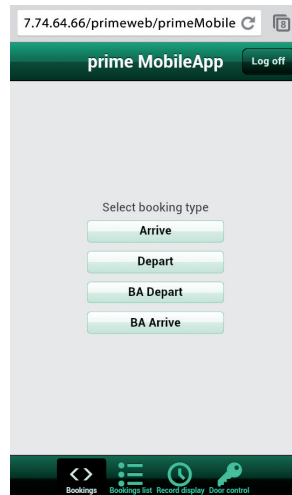 7.74.64.66/primeweb/primeMobile
8
prime MobileApp
Log off
Select booking type
Arrive
Depart
BA Depart
BA Arrive
Bookings Bookings list Record display Door control